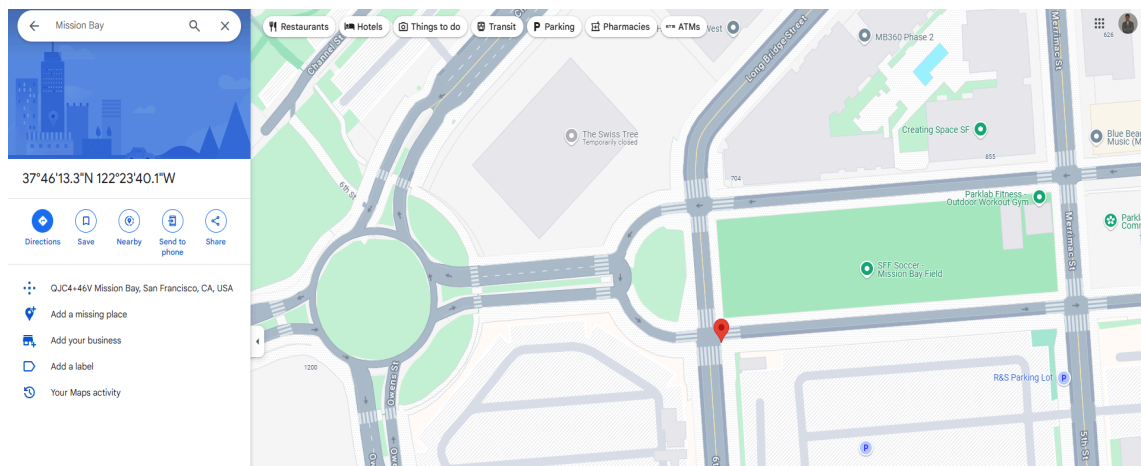 Mission Bay
Restaurants
Hotels
Things to do
Transit
Parking
Pharmacies
ATMs
37°46'13.3"N 122°23'40.1"W
Directions
Save
Nearby
Send to
phone
Share
QJC4+46V Mission Bay, San Francisco, CA, USA
Add a missing place
Add your business
Add a label
Your Maps activity
Channel St
West
Long Bridge Street
MB360 Phase 2
Merrimac St
626
The Swiss Tree
Temporarily closed
Creating Space SF
Blue Bear
Music (M
855
704
6th St
Parklab Fitness -
Outdoor Workout Gym
Parkla
Comm
Merrimac St
SFF Soccer -
Mission Bay Field
1200
Owens St
R&S Parking Lot
P
P
Ow
6t
5th St